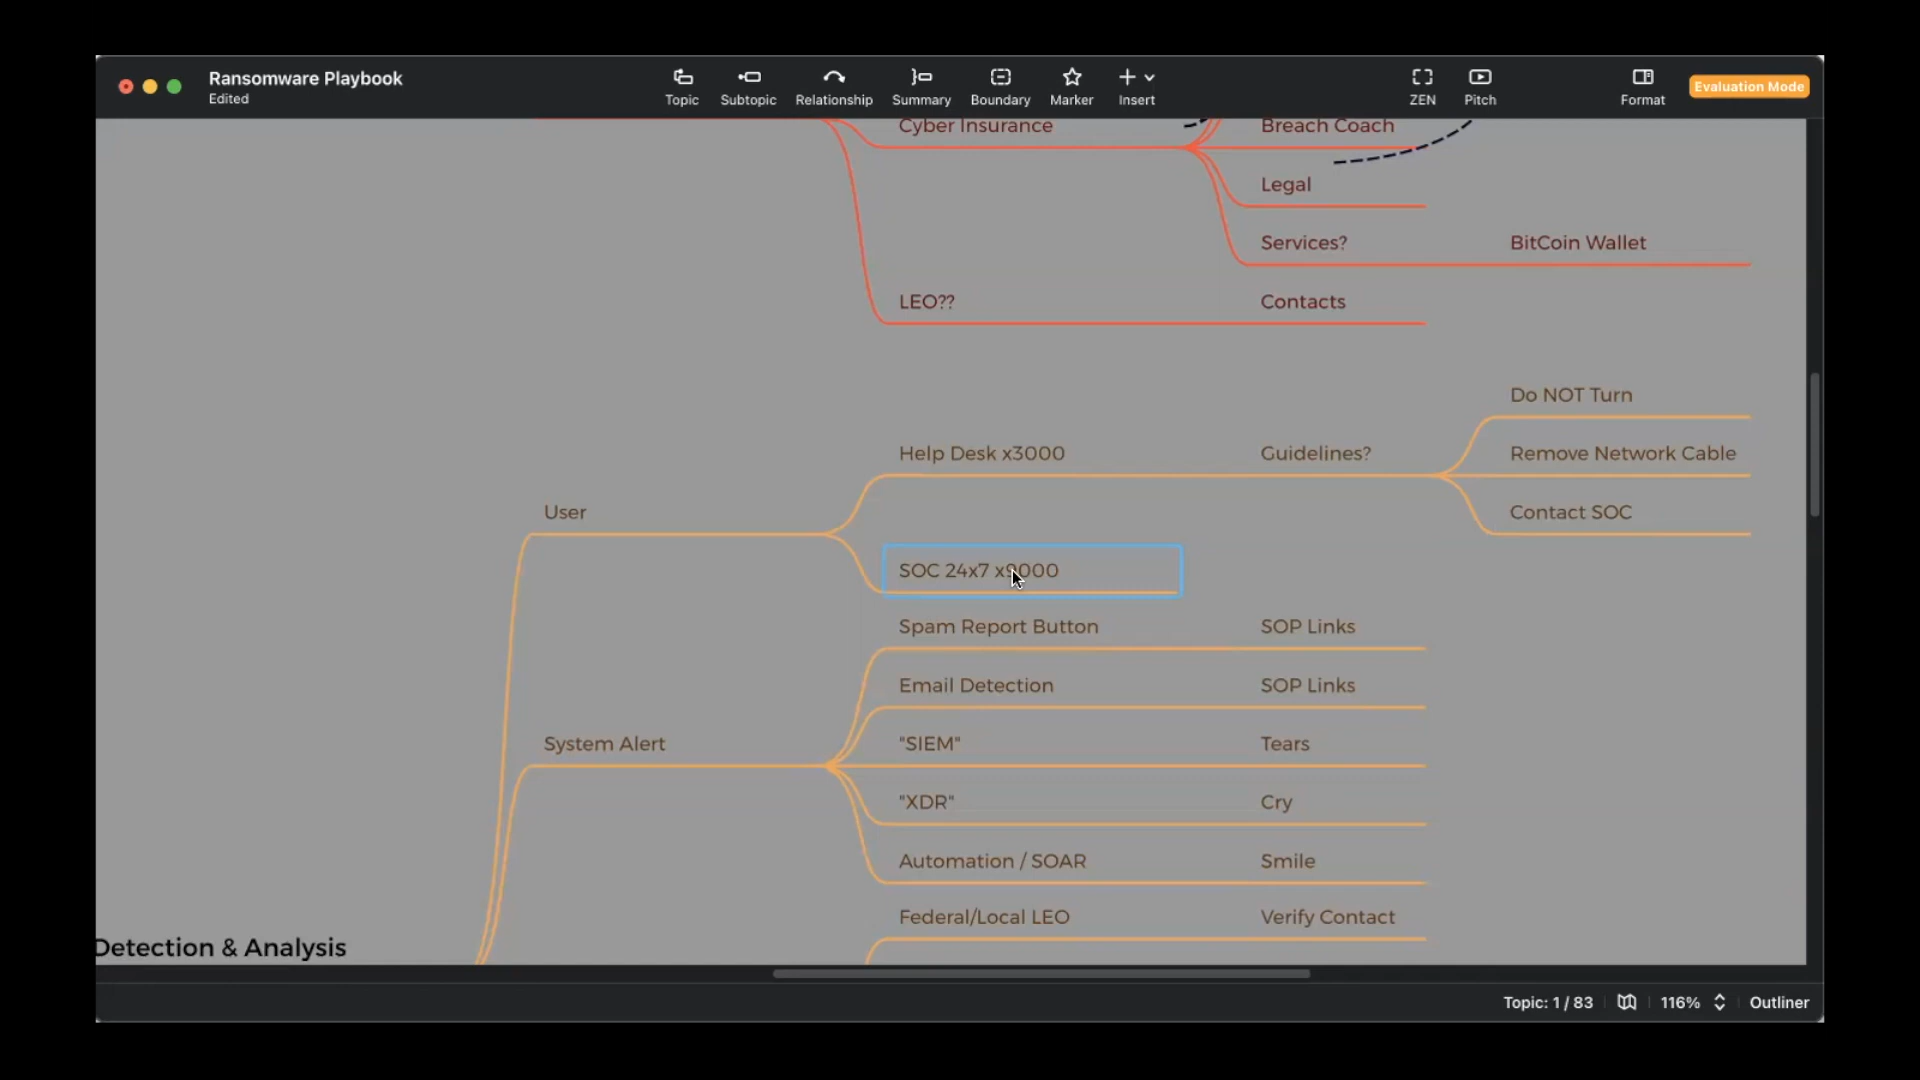 Ransomware Playbook
Edited
Topic
Subtopic
Relationship
Summary
Boundary
Marker
Insert
ZEN
Pitch
Format
Evaluation Mode
Cyber Insurance
Breach Coach
Legal
Services?
BitCoin Wallet
LEO??
Contacts
Do NOT Turn
Help Desk x3000
Guidelines?
Remove Network Cable
User
Contact SOC
SOC 24x7 x9000
Spam Report Button
SOP Links
Email Detection
SOP Links
System Alert
"SIEM"
Tears
"XDR"
Cry
Automation / SOAR
Smile
Federal/Local LEO
Verify Contact
Detection & Analysis
Topic: 1 / 83
116%
Outliner